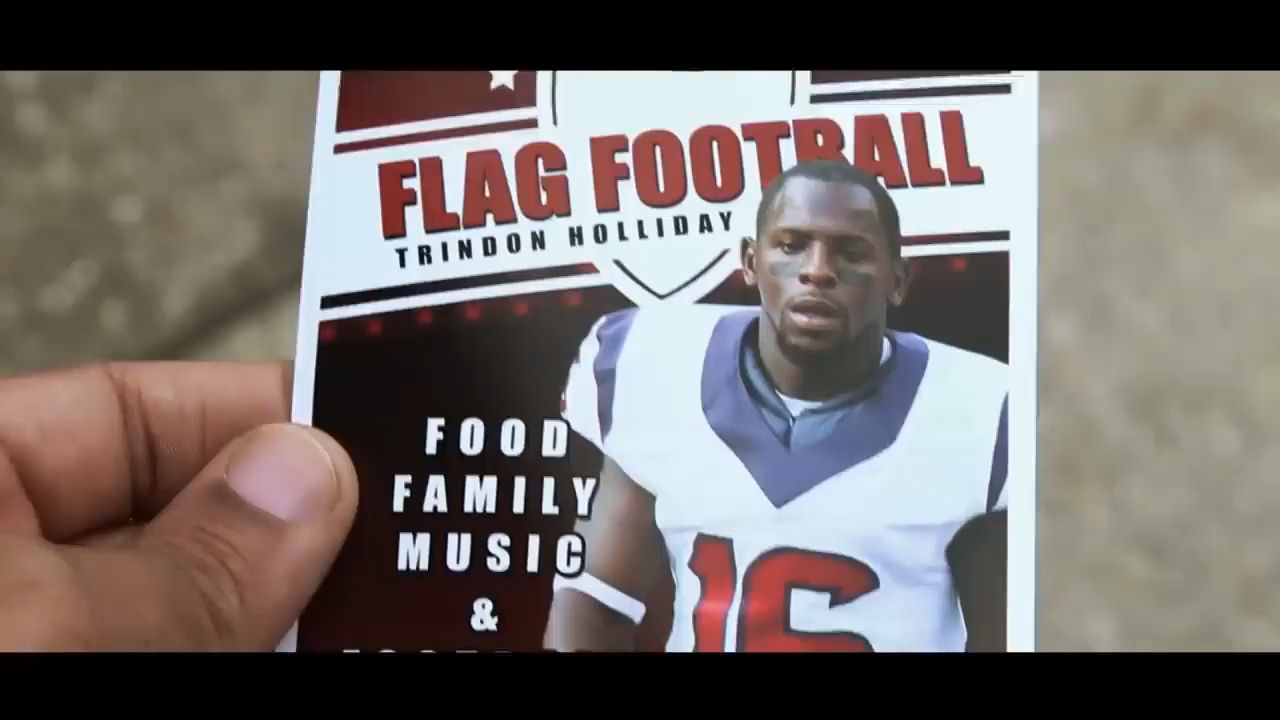 FLAG FOOTBALL
TRINDON HOLLIDAY
FOOD
FAMILY
MUSIC
&
16